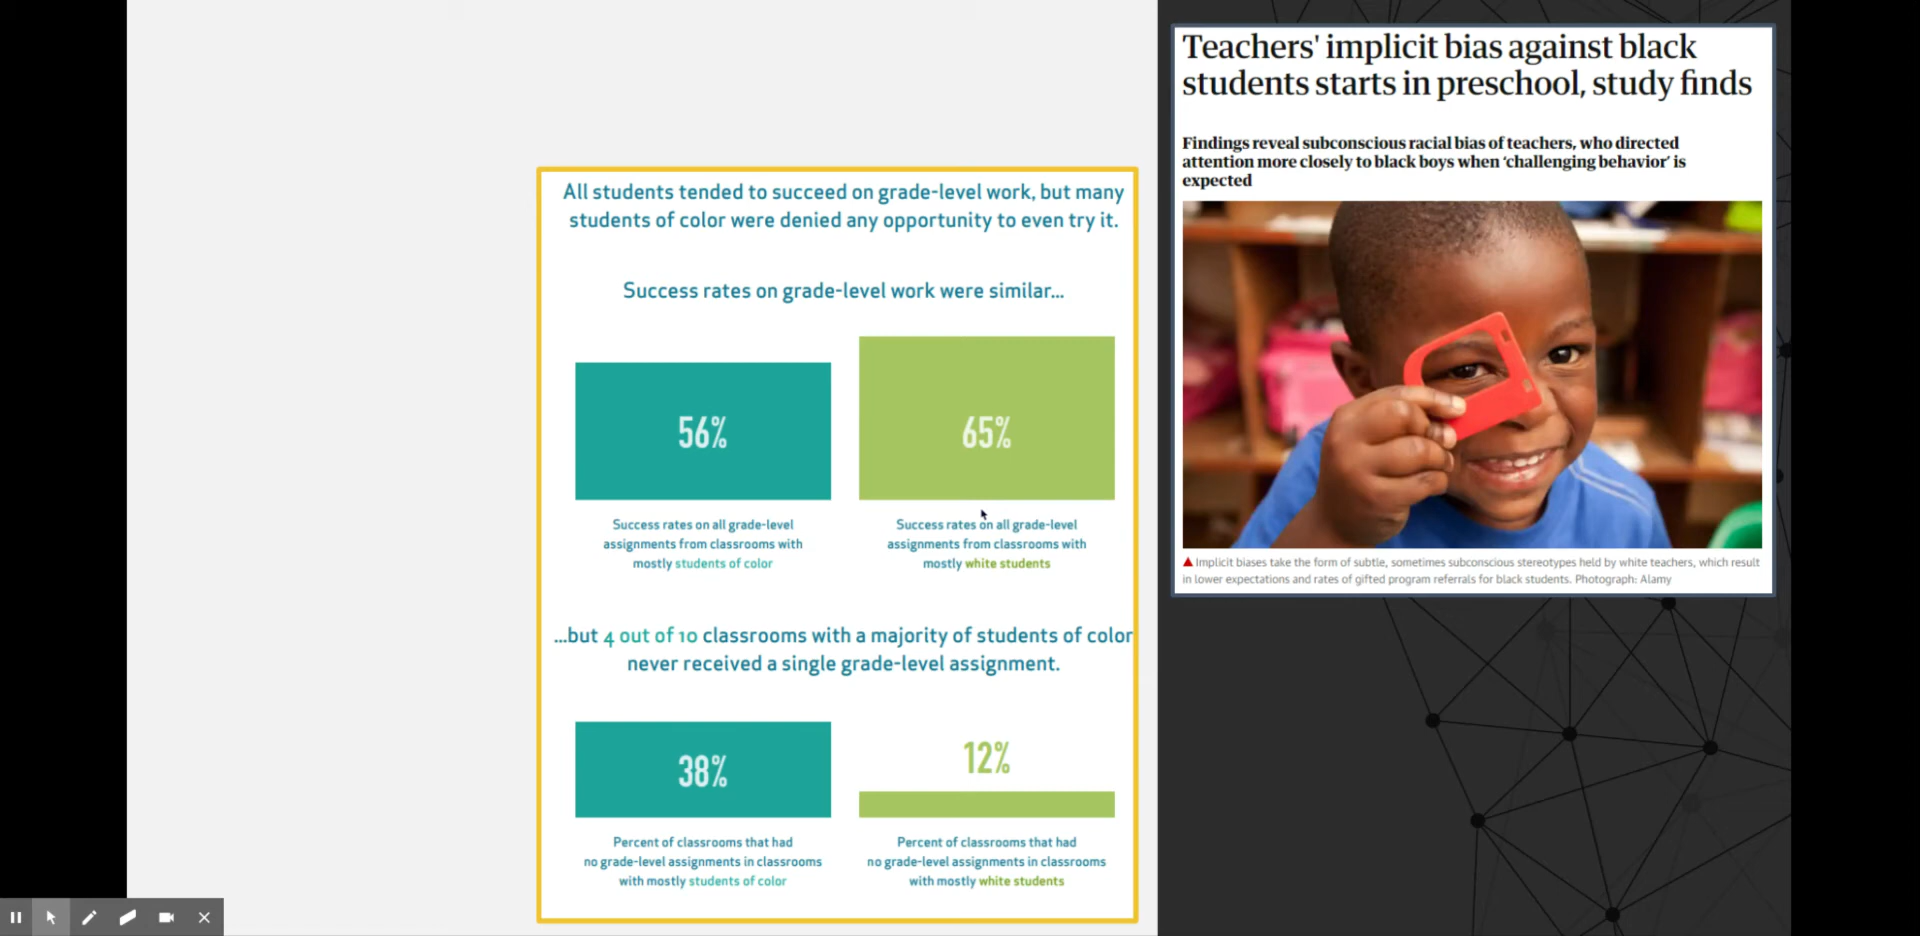 All students tended to succeed on grade-level work, but many
students of color were denied any opportunity to even try it.
Success rates on grade-level work were similar...
56%
65%
Success rates on all grade-level
assignments from classrooms with
mostly students of color
Success rates on all grade-level
assignments from classrooms with
mostly white students
...but 4 out of 10 classrooms with a majority of students of color
never received a single grade-level assignment.
38%
12%
Percent of classrooms that had
no grade-level assignments in classrooms
with mostly students of color
Percent of classrooms that had
no grade-level assignments in classrooms
with mostly white students
Teachers' implicit bias against black
students starts in preschool, study finds
Findings reveal subconscious racial bias of teachers, who directed
attention more closely to black boys when ‘challenging behavior’ is
expected
Implicit biases take the form of subtle, sometimes subconscious stereotypes held by white teachers, which result
in lower expectations and rates of gifted program referrals for black students. Photograph: Alamy